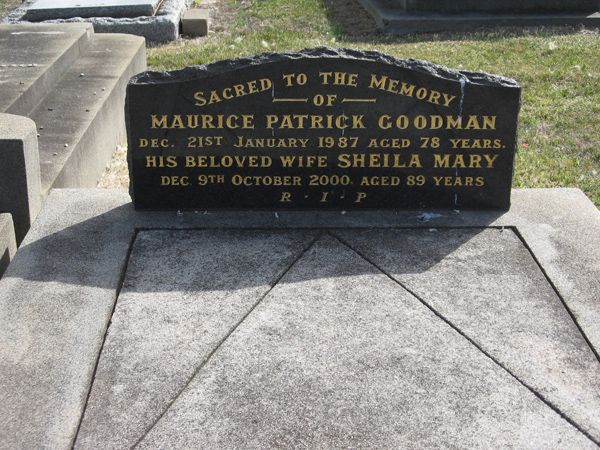 SACRED TO THE MEMORY
OF
MAURICE PATRICK GOODMAN
DEC. 21ST JANUARY 1987 AGED 78 YEARS.
HIS BELOVED WIFE SHEILA MARY
DEC. 9TH OCTOBER 2000. AGED 89 YEARS
R · I · P